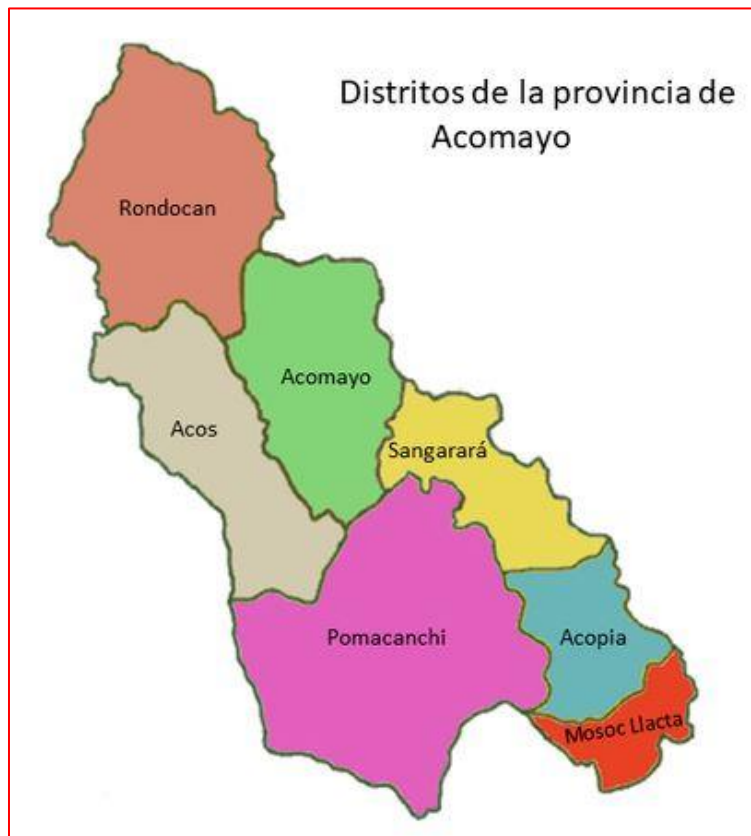 Distritos de la provincia de
Acomayo
Rondocan
Acomayo
Acos
Sangarará
Pomacanchi
Acopia
Mosoc Llacta